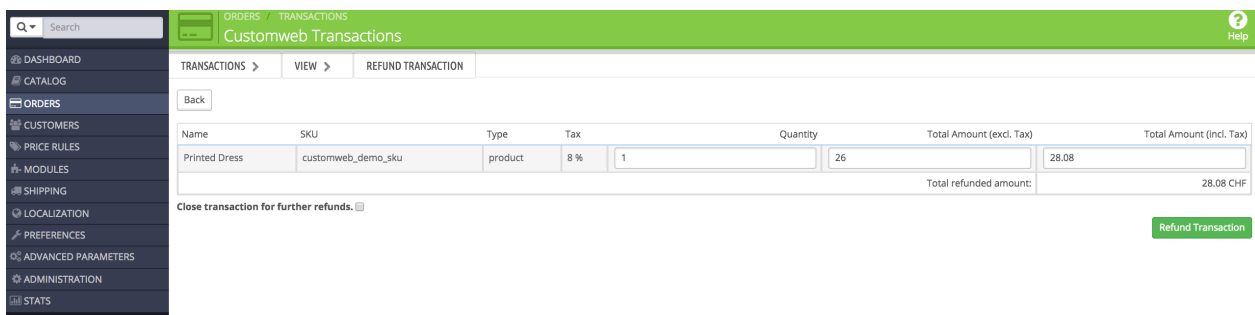 Search
ORDERS / TRANSACTIONS
Customweb Transactions
Help
DASHBOARD
CATALOG
ORDERS
CUSTOMERS
PRICE RULES
MODULES
SHIPPING
LOCALIZATION
PREFERENCES
ADVANCED PARAMETERS
ADMINISTRATION
STATS
TRANSACTIONS > VIEW > REFUND TRANSACTION
Back
Name SKU Type Tax Quantity Total Amount (excl. Tax) Total Amount (incl. Tax)
Printed Dress customweb_demo_sku product 8 % 1 26 28.08
Total refunded amount: 28.08 CHF
Close transaction for further refunds.
Refund Transaction